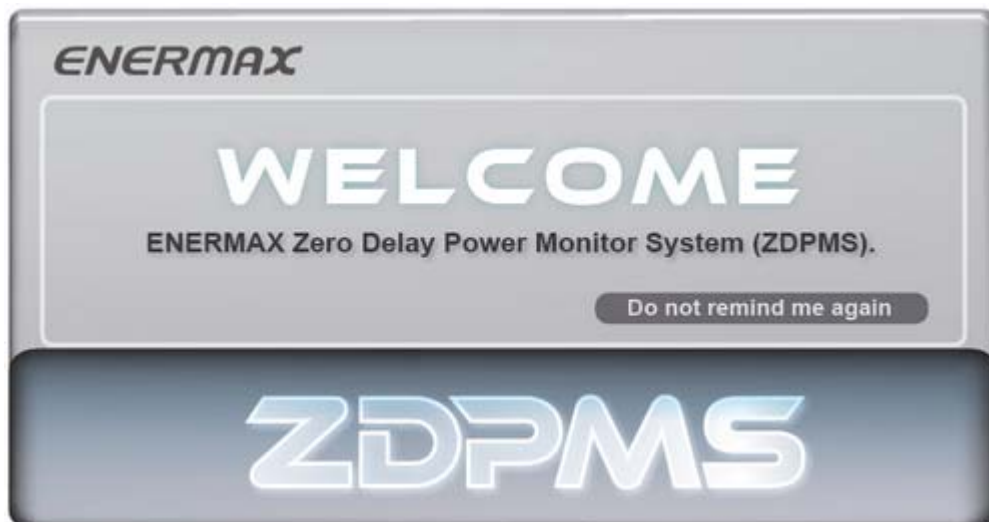 ENERMAX
WELCOME
ENERMAX Zero Delay Power Monitor System (ZDPMS).
Do not remind me again
ZDPMS